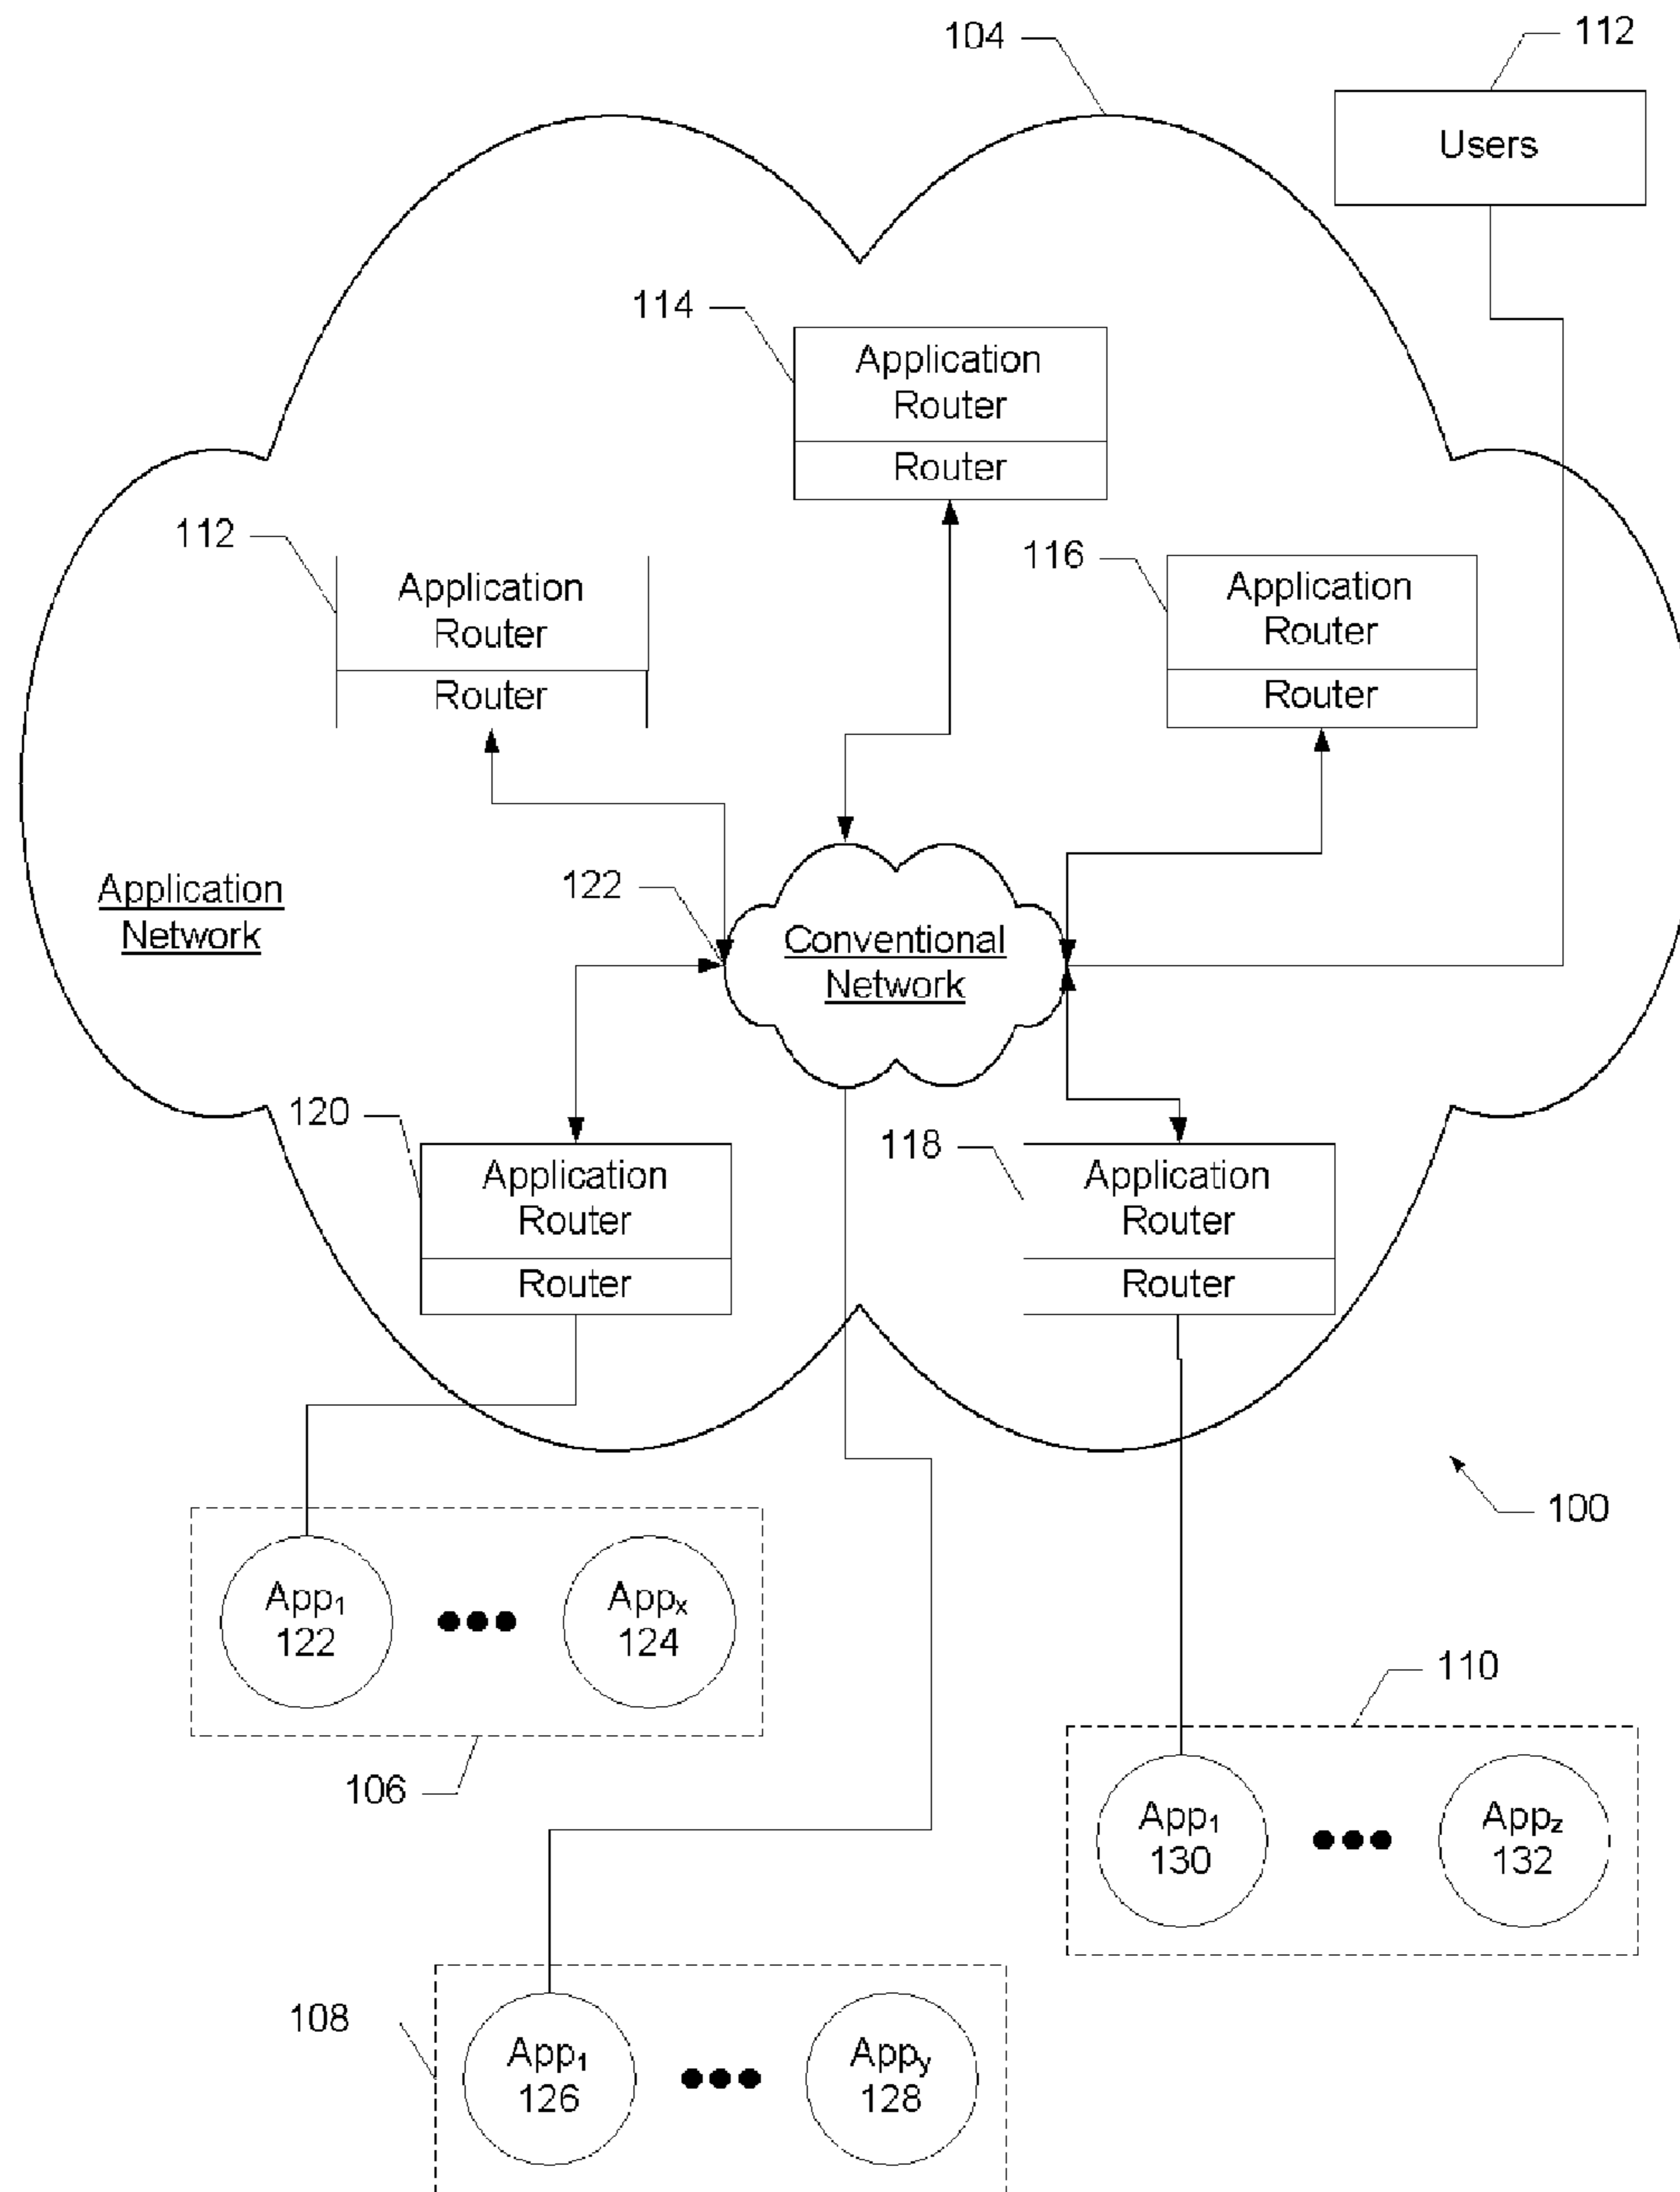 104
112
Users
114
Application
Router
Router
112
Application
Router
Router
116
Application
Router
Router
Application
Network
122
Conventional
Network
120
Application
Router
Router
118
Application
Router
Router
100
App1
122
Appx
124
106
110
App1
130
Appz
132
108
App1
126
Appy
128